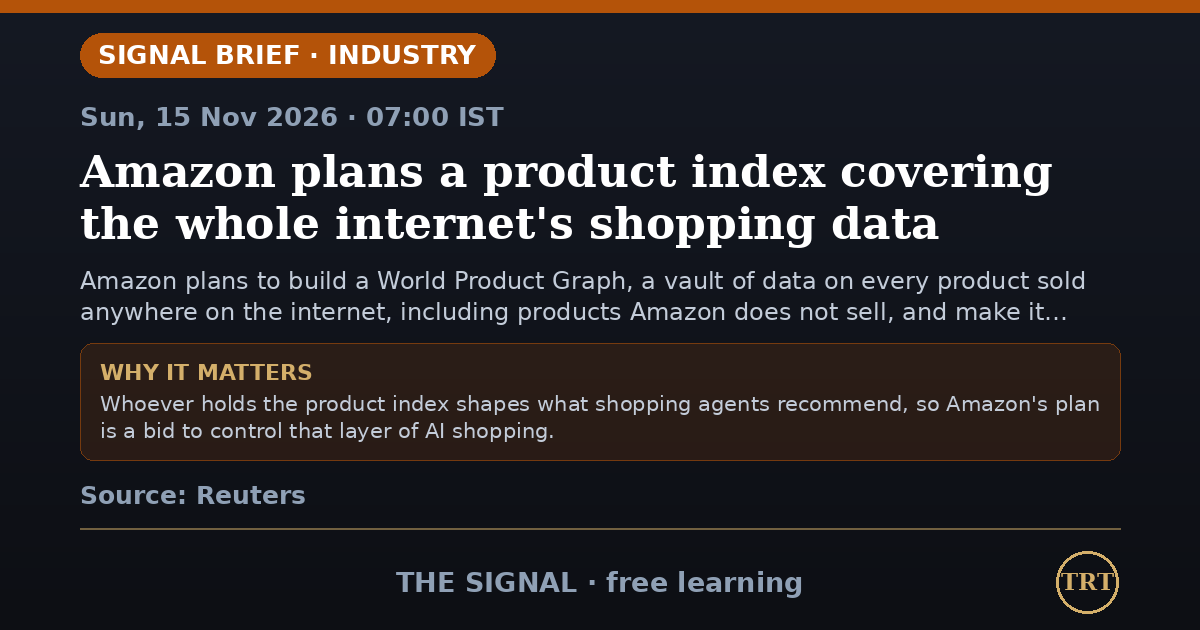 SIGNAL BRIEF · INDUSTRY
Sun, 15 Nov 2026 · 07:00 IST
Amazon plans a product index covering
the whole internet's shopping data
Amazon plans to build a World Product Graph, a vault of data on every product sold
anywhere on the internet, including products Amazon does not sell, and make it...
WHY IT MATTERS
Whoever holds the product index shapes what shopping agents recommend, so Amazon's plan
is a bid to control that layer of AI shopping.
Source: Reuters
THE SIGNAL · free learning
TRT